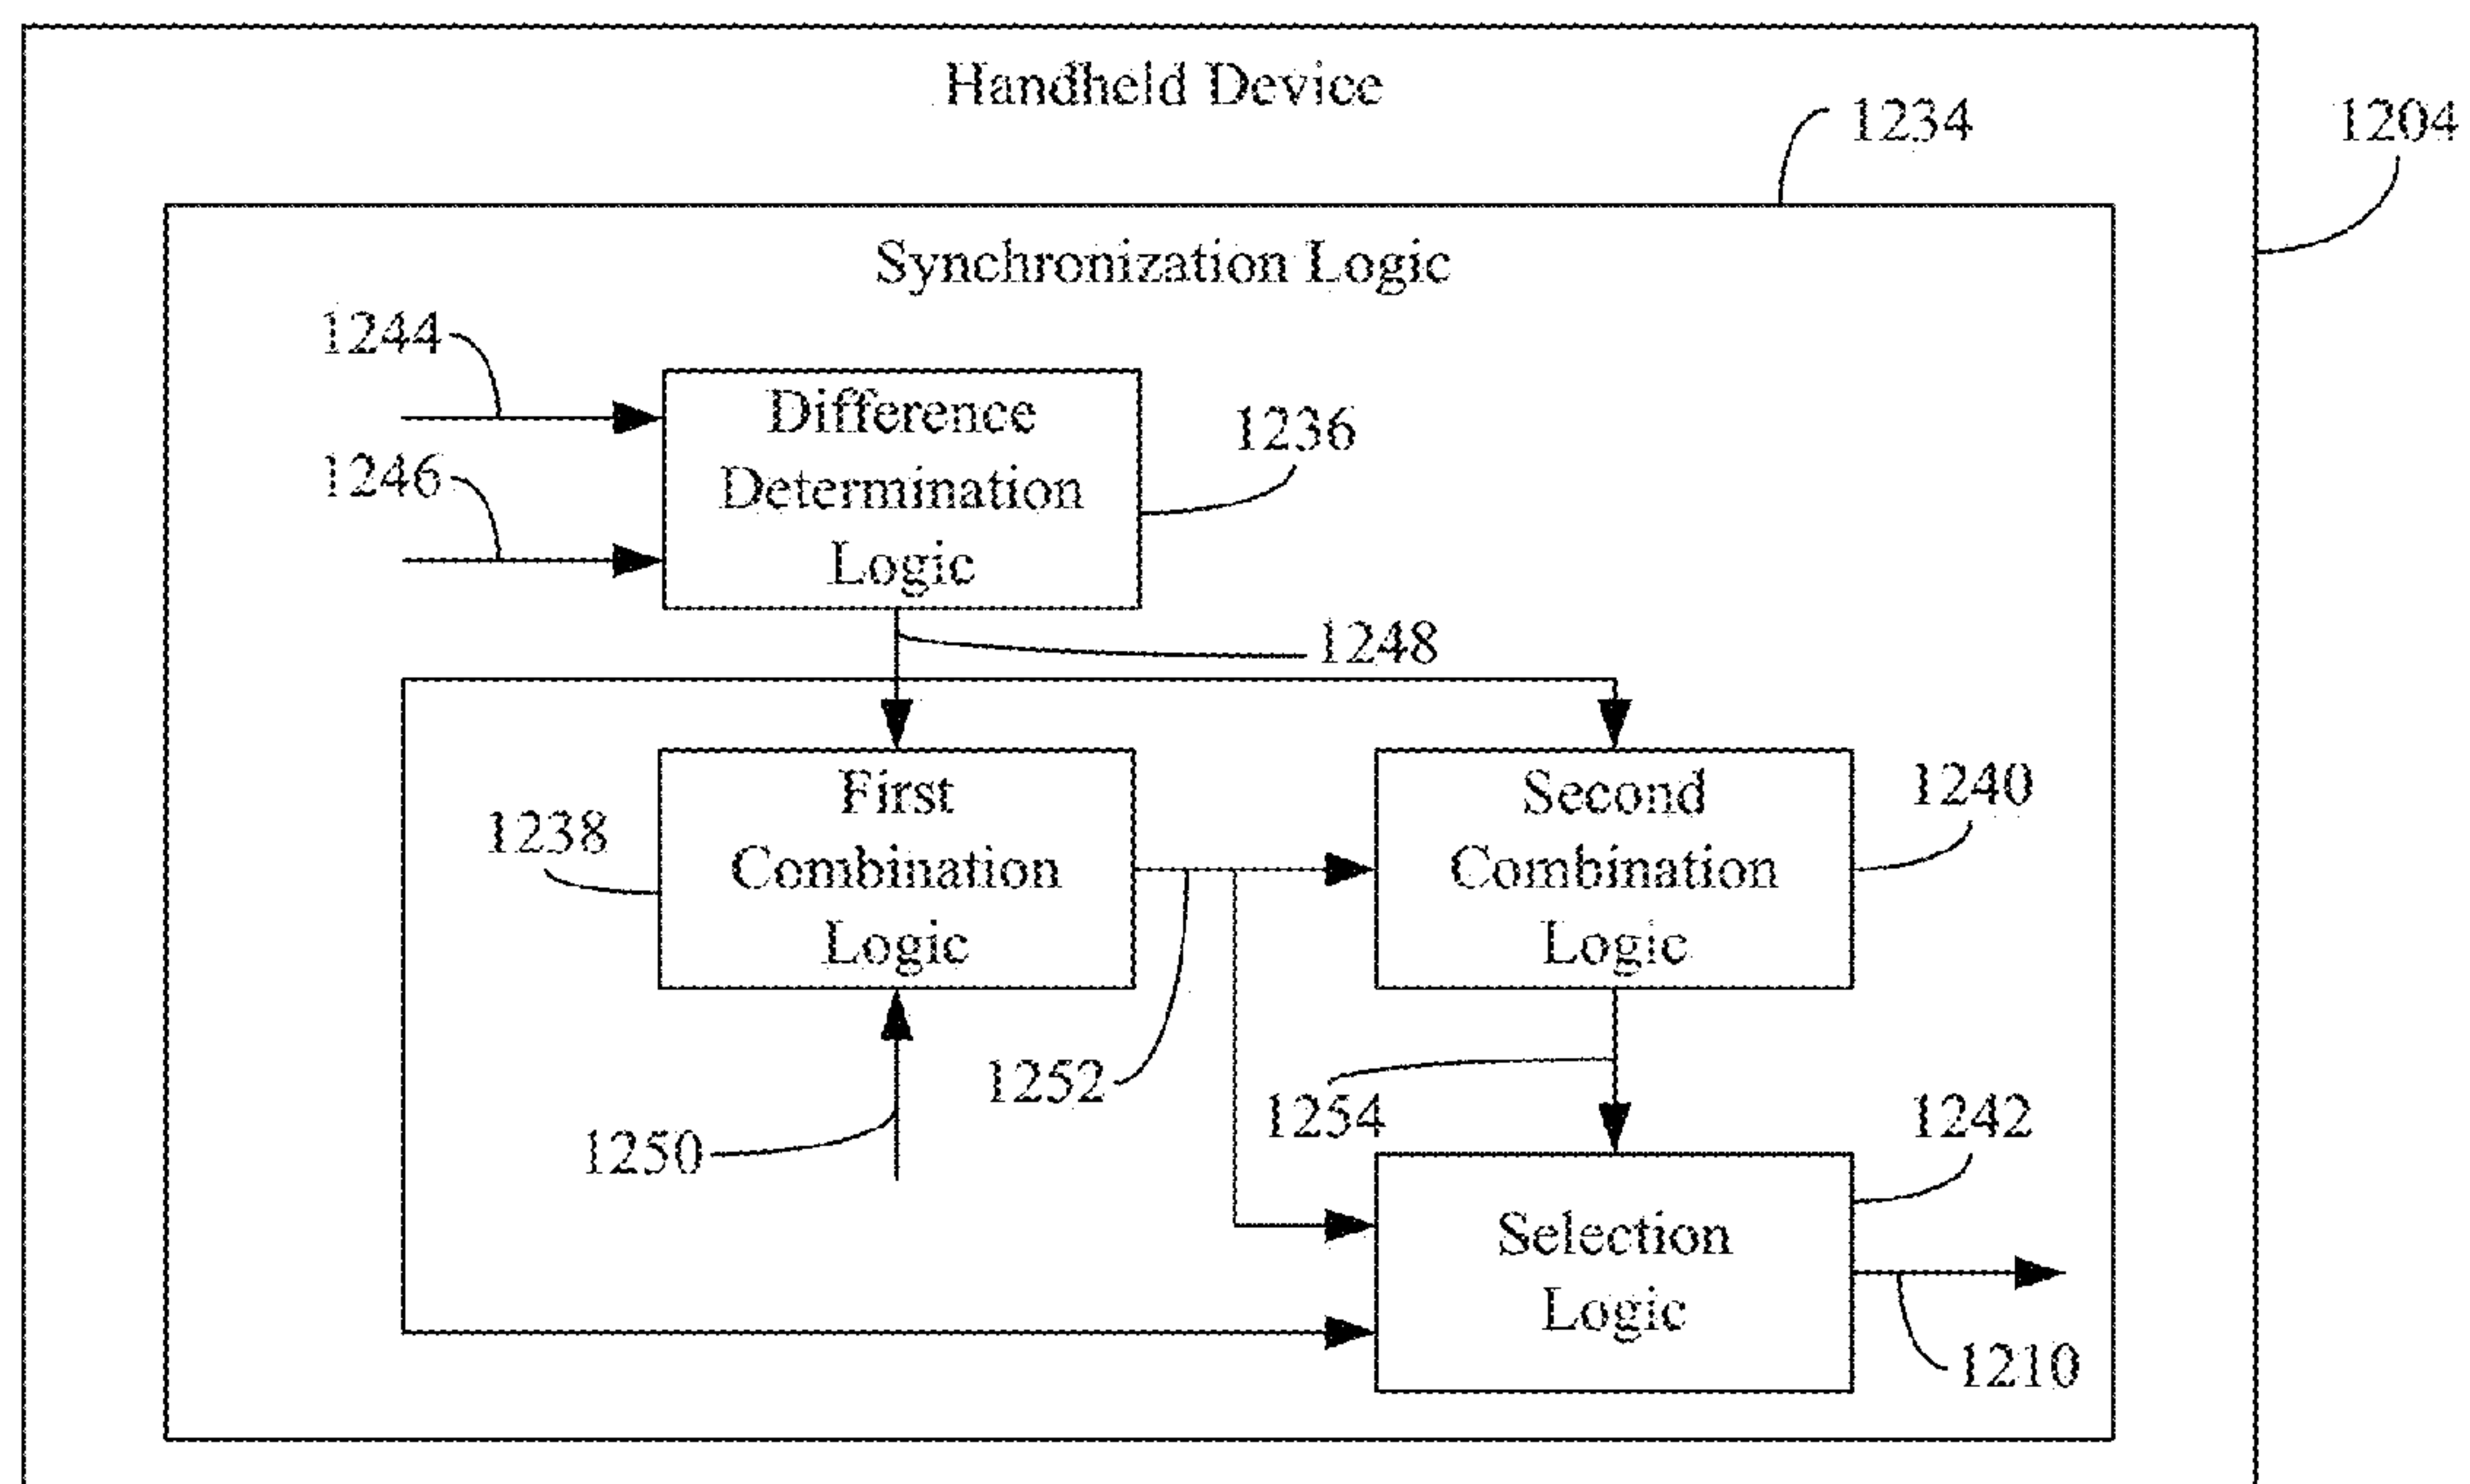 Handheld Device
1234
1204
Synchronization Logic
1244
Difference
Determination
Logic
1236
1246
1248
First
Combination
Logic
1238
Second
Combination
Logic
1240
1252
1250
1254
1242
Selection
Logic
1210